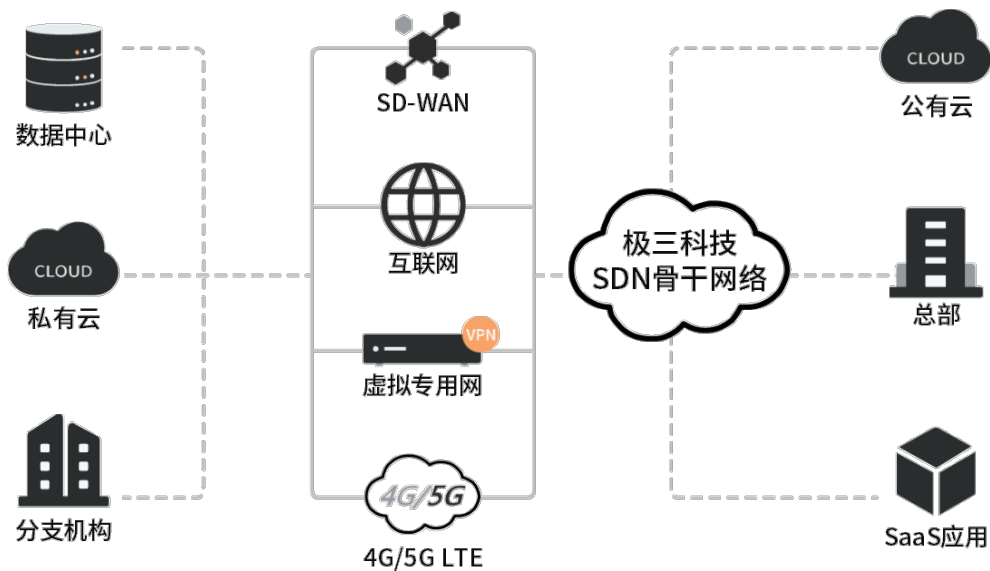 数据中心
CLOUD
私有云
分支机构
SD-WAN
互联网
VPN
虚拟专用网
4G/5G
4G/5G LTE
极三科技
SDN骨干网络
CLOUD
公有云
总部
SaaS应用